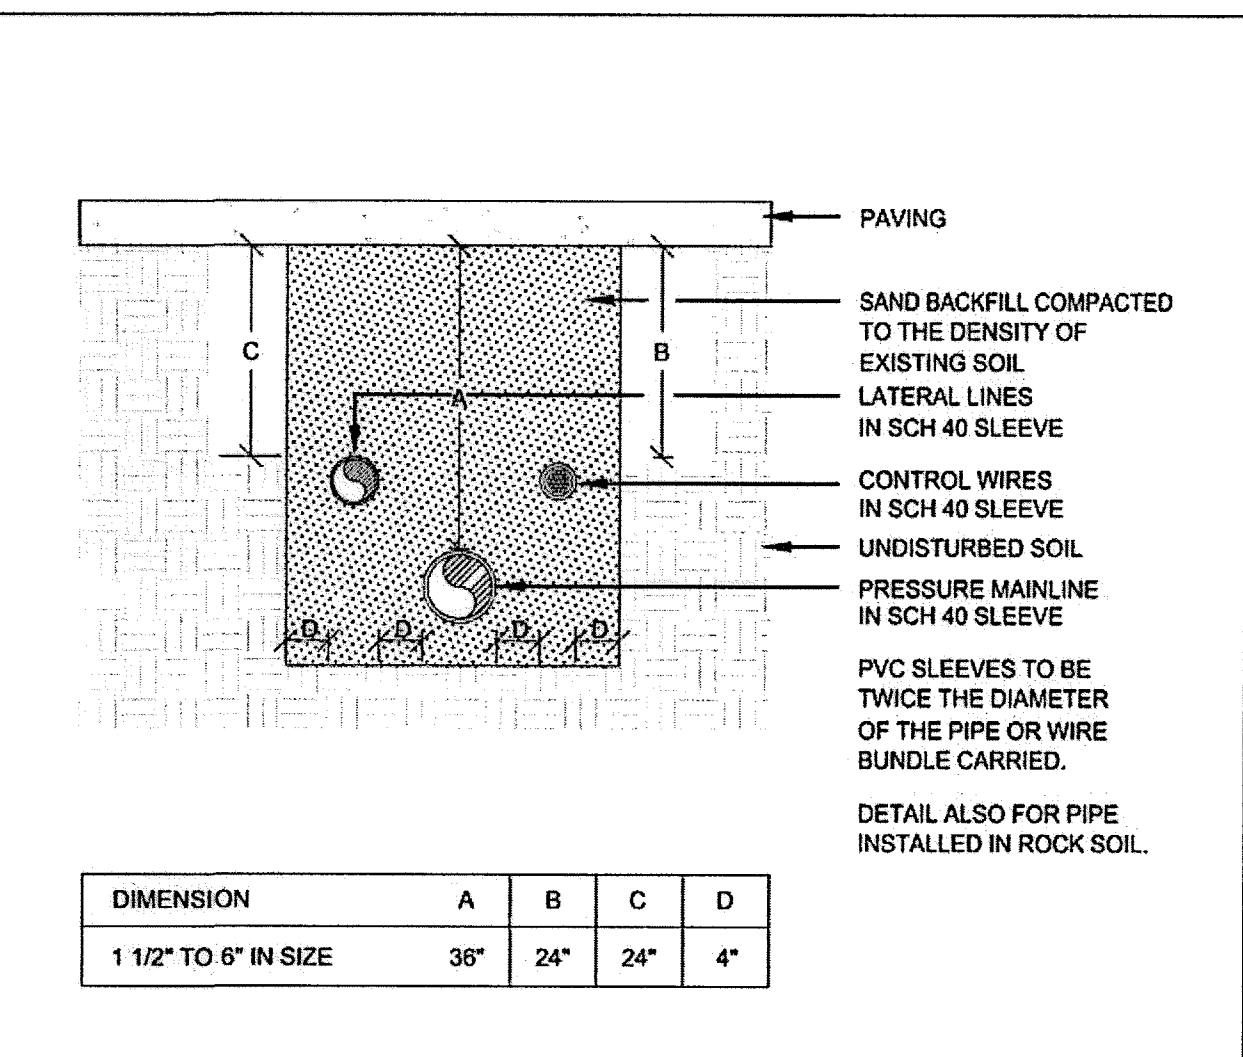 PAVING
SAND BACKFILL COMPACTED
TO THE DENSITY OF
EXISTING SOIL
C
B
LATERAL LINES
A
IN SCH 40 SLEEVE
CONTROL WIRES
IN SCH 40 SLEEVE
UNDISTURBED SOIL
PRESSURE MAINLINE
IN SCH 40 SLEEVE
D D D D
PVC SLEEVES TO BE
TWICE THE DIAMETER
OF THE PIPE OR WIRE
BUNDLE CARRIED.
DETAIL ALSO FOR PIPE
INSTALLED IN ROCK SOIL.
DIMENSION A B C D
1 1/2" TO 6" IN SIZE 36" 24" 24" 4"